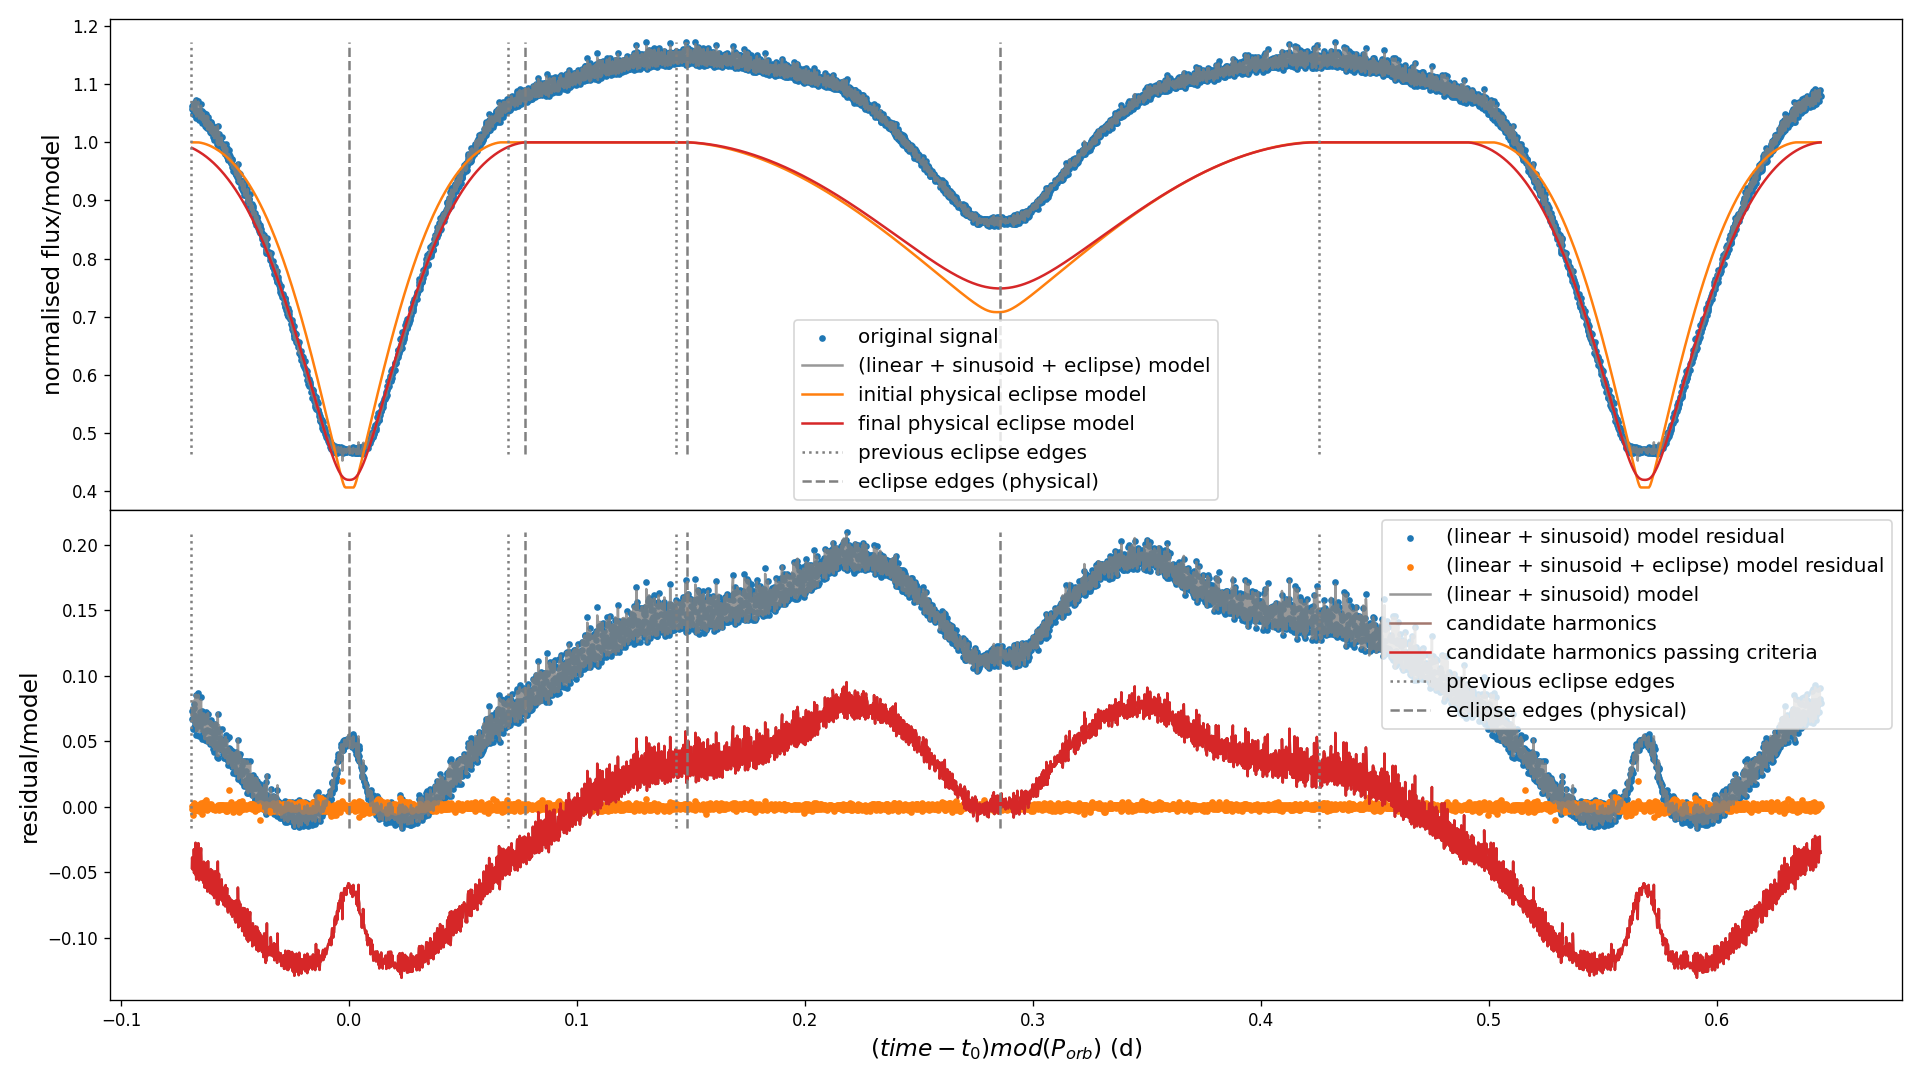 1.2
1.1
1.0
0.9
0.8
0.7
0.6
0.5
0.4
normalised flux/model
original signal
(linear + sinusoid + eclipse) model
initial physical eclipse model
final physical eclipse model
previous eclipse edges
eclipse edges (physical)
0.20
0.15
0.10
0.05
0.00
−0.05
−0.10
residual/model
(linear + sinusoid) model residual
(linear + sinusoid + eclipse) model residual
(linear + sinusoid) model
candidate harmonics
candidate harmonics passing criteria
previous eclipse edges
eclipse edges (physical)
−0.1 0.0 0.1 0.2 0.3 0.4 0.5 0.6
(time − t₀)mod(P_orb) (d)